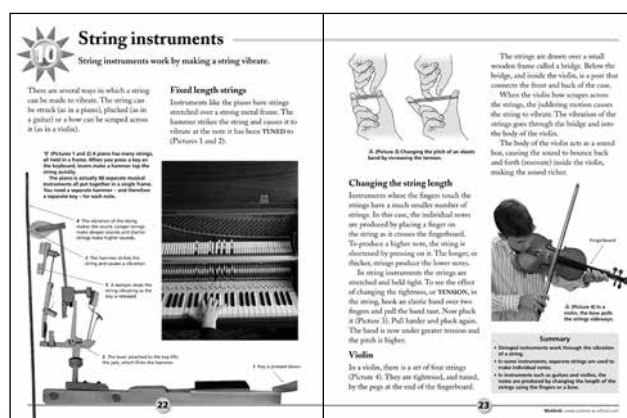 10
String instruments
String instruments work by making a string vibrate.
There are several ways in which a string
can be made to vibrate. The string can
be struck (as in a piano), plucked (as in
a guitar) or a bow can be scraped across
it (as in a violin).
Fixed length strings
Instruments like the piano have strings
stretched over a strong metal frame. The
hammer strikes the string and causes it to
vibrate at the note it has been TUNED to
(Pictures 1 and 2).
(Pictures 1 and 2) A piano has many strings,
all held in a frame. When you press a key on
the keyboard, levers make a hammer tap the
string quickly.
The piano is actually separate musical
instruments all put together in a single frame.
You need a separate hammer – and therefore
a separate key – for each note.
4 The vibration of the string
makes the sound. Longer strings
make deeper sounds and shorter
strings make higher sounds.
3 The hammer strikes the
string and causes a vibration
5 A damper stops the
string vibrating as the
key is released
2 The lever attached to the key lifts
the jack, which flicks the hammer
1 Key is pressed down
22
(Picture 3) Changing the pitch of an elastic
band by increasing the tension.
Changing the string length
Instruments where the fingers touch the
strings have a much smaller number of
strings. In this case, the individual notes
are produced by placing a finger on
the string as it crosses the fingerboard.
To produce a higher note, the string is
shortened by pressing on it. The longer, or
thicker, strings produce the lower notes.
In string instruments the strings are
stretched and held tight. To see the effect
of changing the tightness, or TENSION, in
the string, hook an elastic band over two
fingers and pull the band taut. Now pluck
it (Picture 3). Pull harder and pluck again.
The band is now under greater tension and
the pitch is higher.
Violin
In a violin, there is a set of four strings
(Picture 4). They are tightened, and tuned,
by the pegs at the end of the fingerboard.
The strings are drawn over a small
wooden frame called a bridge. Below the
bridge, and inside the violin, is a post that
connects the front and back of the case.
When the violin bow scrapes across
the strings, the juddering motion causes
the string to vibrate. The vibration of the
strings goes through the bridge and into
the body of the violin.
The body of the violin acts as a sound
box, causing the sound to bounce back
and forth (resonate) inside the violin,
making the sound richer.
Fingerboard
(Picture 4) In a
violin, the bow pulls
the strings sideways.
Summary
• Stringed instruments work through the vibration
of a string.
• In some instruments, separate strings are used to
make individual notes.
• In instruments such as guitars and violins, the
notes are produced by changing the length of the
strings using the fingers or a bow.
23